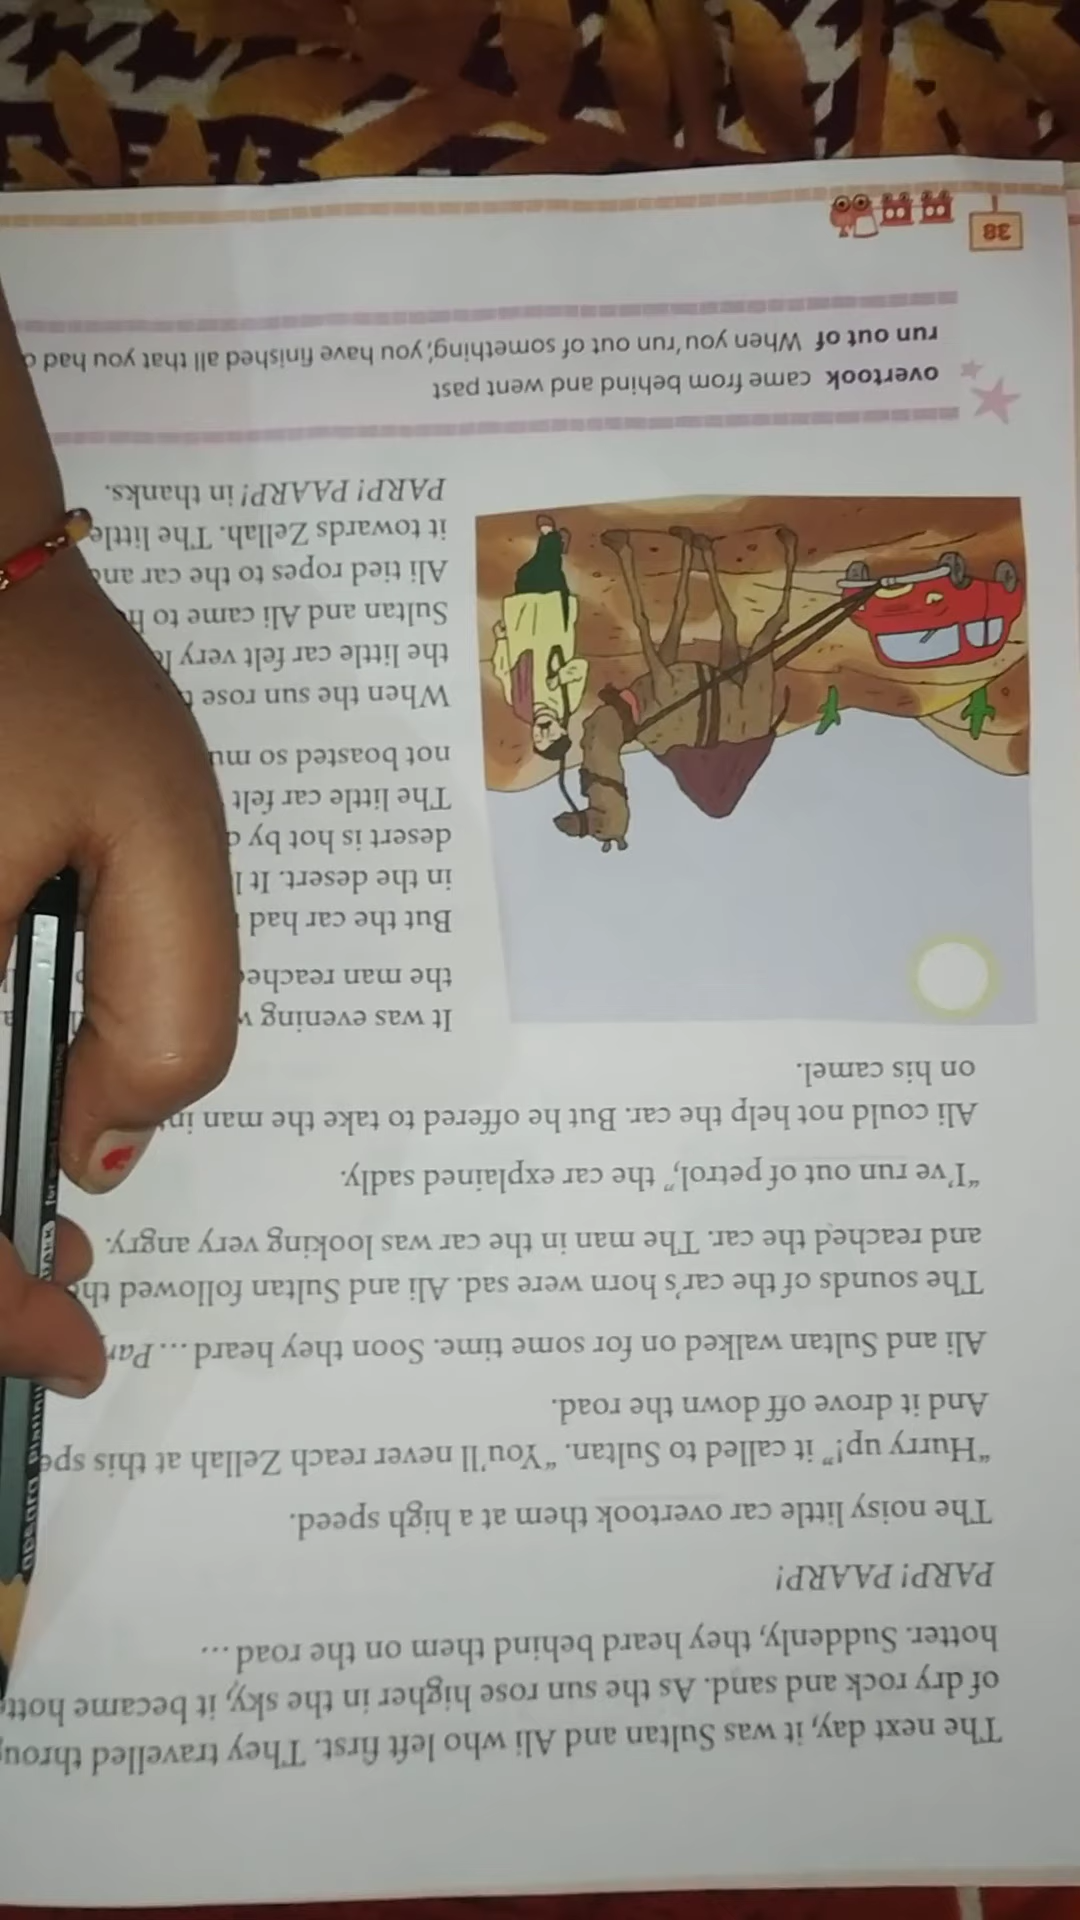 The next day, it was Sultan and Ali who left first. They travelled
of dry rock and sand. As the sun rose higher in the sky, it became
hotter. Suddenly, they heard behind them on the road ...
PARP! PAARP!
The noisy little car overtook them at a high speed.
“Hurry up!” it called to Sultan. “You’ll never reach Zellah at this
And it drove off down the road.
Ali and Sultan walked on for some time. Soon they heard ...
The sounds of the car’s horn were sad. Ali and Sultan followed
and reached the car. The man in the car was looking very angry.
“I’ve run out of petrol,” the car explained sadly.
Ali could not help the car. But he offered to take the man
on his camel.
It was evening
the man
But the car had
in the desert. It
desert is hot by
The little car felt
not boasted so
When the sun rose
the little car felt very
Sultan and Ali came to
Ali tied ropes to the car
it towards Zellah. The little
PARP! PAARP! in thanks.
overtook came from behind and went past
run out of When you ‘run out of something’, you have finished all that you had
38
apsara